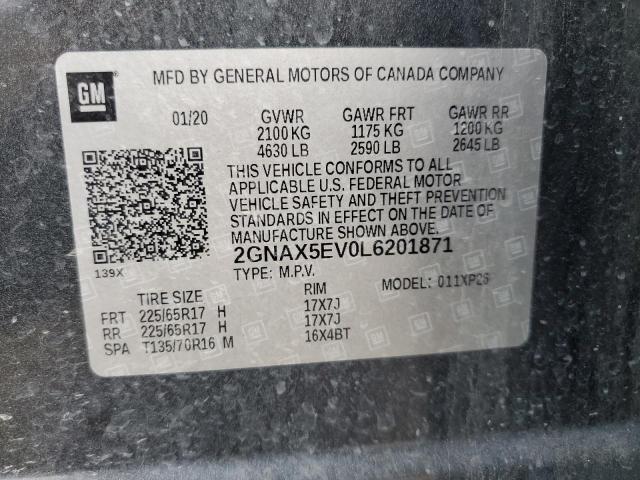 GM
MFD BY GENERAL MOTORS OF CANADA COMPANY
01/20 GVWR GAWR FRT GAWR RR
2100 KG 1175 KG 1200 KG
4630 LB 2590 LB 2645 LB
THIS VEHICLE CONFORMS TO ALL
APPLICABLE U.S. FEDERAL MOTOR
VEHICLE SAFETY AND THEFT PREVENTION
STANDARDS IN EFFECT ON THE DATE OF
MANUFACTURE SHOWN ABOVE.
2GNAX5EV0L6201871
139X
TYPE: M.P.V. MODEL: 011XP26
TIRE SIZE RIM
FRT 225/65R17 H 17X7J
RR 225/65R17 H 17X7J
SPA T135/70R16 M 16X4BT